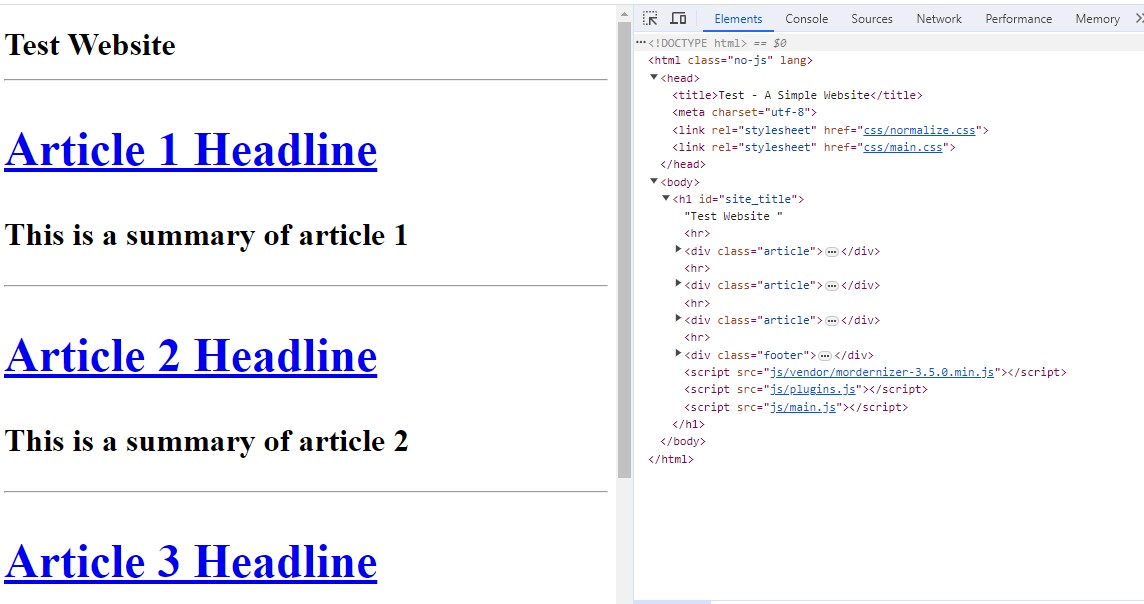 Test Website
Article 1 Headline
This is a summary of article 1
Article 2 Headline
This is a summary of article 2
Article 3 Headline
Elements Console Sources Network Performance Memory
<!DOCTYPE html> == $0
<html class="no-js" lang>
<head>
<title>Test - A Simple Website</title>
<meta charset="utf-8">
<link rel="stylesheet" href="css/normalize.css">
<link rel="stylesheet" href="css/main.css">
</head>
<body>
<h1 id="site_title">
"Test Website "
<hr>
<div class="article"> … </div>
<hr>
<div class="article"> … </div>
<hr>
<div class="article"> … </div>
<hr>
<div class="footer"> … </div>
<script src="js/vendor/mordernizer-3.5.0.min.js"></script>
<script src="js/plugins.js"></script>
<script src="js/main.js"></script>
</h1>
</body>
</html>